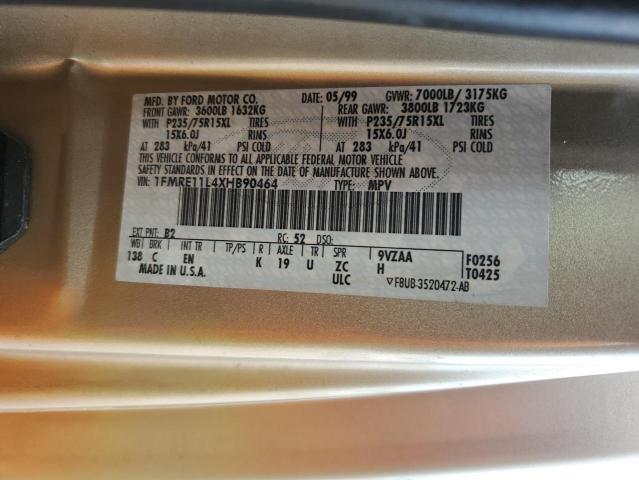 MFD. BY FORD MOTOR CO. DATE: 05/99 GVWR: 7000LB/ 3175KG
FRONT GAWR: 3600LB 1632KG REAR GAWR: 3800LB 1723KG
WITH P235/75R15XL TIRES WITH P235/75R15XL TIRES
15X6.0J RIMS 15X6.0J RIMS
AT 283 kPa/41 PSI COLD AT 283 kPa/41 PSI COLD
THIS VEHICLE CONFORMS TO ALL APPLICABLE FEDERAL MOTOR VEHICLE
SAFETY STANDARDS IN EFFECT ON THE DATE OF MANUFACTURE SHOWN ABOVE.
VIN: 1FMRE11L4XHB90464 TYPE: MPV
EXT PNT: B2 RC: 52 DSO:
WB BRK INT TR TP/PS R AXLE TR SPR 9VZAA F0256
138 C EN K 19 U ZC H T0425
MADE IN U.S.A. ULC ▽F8UB-3520472-AB